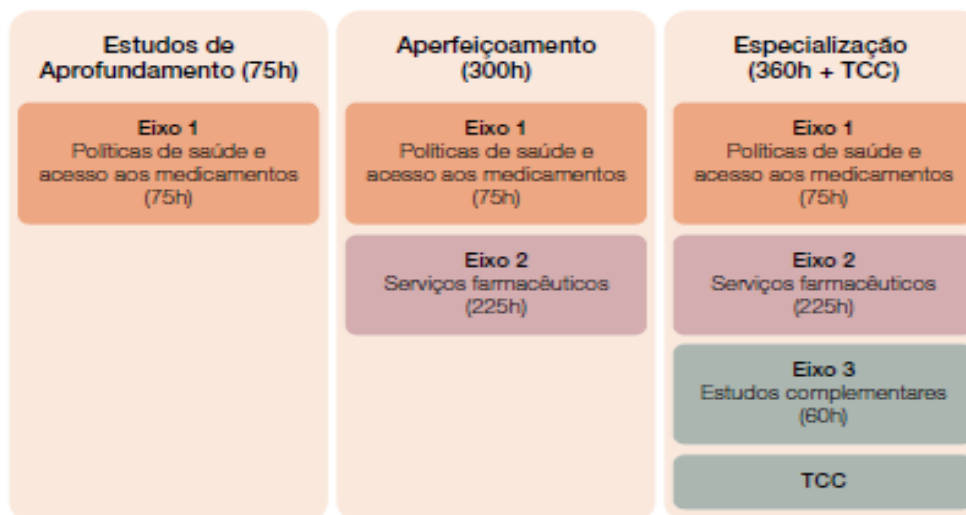 Estudos de
Aprofundamento (75h)
Eixo 1
Políticas de saúde e
acesso aos medicamentos
(75h)
Aperfeiçoamento
(300h)
Eixo 1
Políticas de saúde e
acesso aos medicamentos
(75h)
Eixo 2
Serviços farmacêuticos
(225h)
Especialização
(360h + TCC)
Eixo 1
Políticas de saúde e
acesso aos medicamentos
(75h)
Eixo 2
Serviços farmacêuticos
(225h)
Eixo 3
Estudos complementares
(60h)
TCC